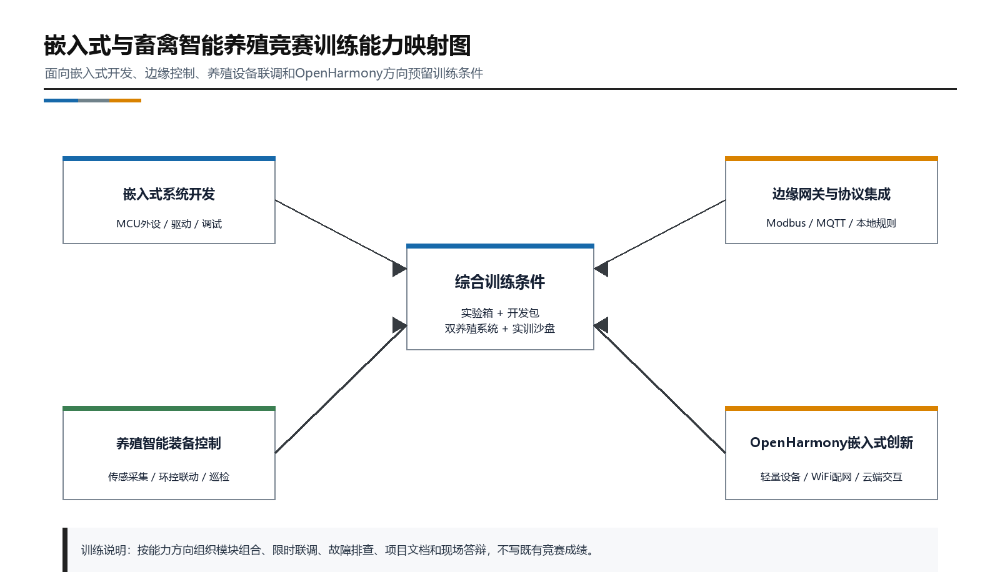 嵌入式与畜禽智能养殖竞赛训练能力映射图
面向嵌入式开发、边缘控制、养殖设备联调和OpenHarmony方向预留训练条件
嵌入式系统开发
MCU外设 / 驱动 / 调试
边缘网关与协议集成
Modbus / MQTT / 本地规则
综合训练条件
实验箱 + 开发包
双养殖系统 + 实训沙盘
养殖智能装备控制
传感采集 / 环控联动 / 巡检
OpenHarmony嵌入式创新
轻量设备 / WiFi配网 / 云端交互
训练说明：按能力方向组织模块组合、限时联调、故障排查、项目文档和现场答辩，不写既有竞赛成绩。